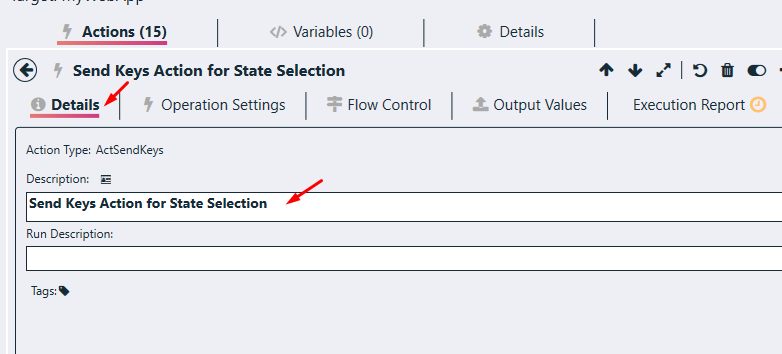 Actions (15) Variables (0) Details
Send Keys Action for State Selection
Details Operation Settings Flow Control Output Values Execution Report
Action Type: ActSendKeys
Description:
Send Keys Action for State Selection
Run Description:
Tags: